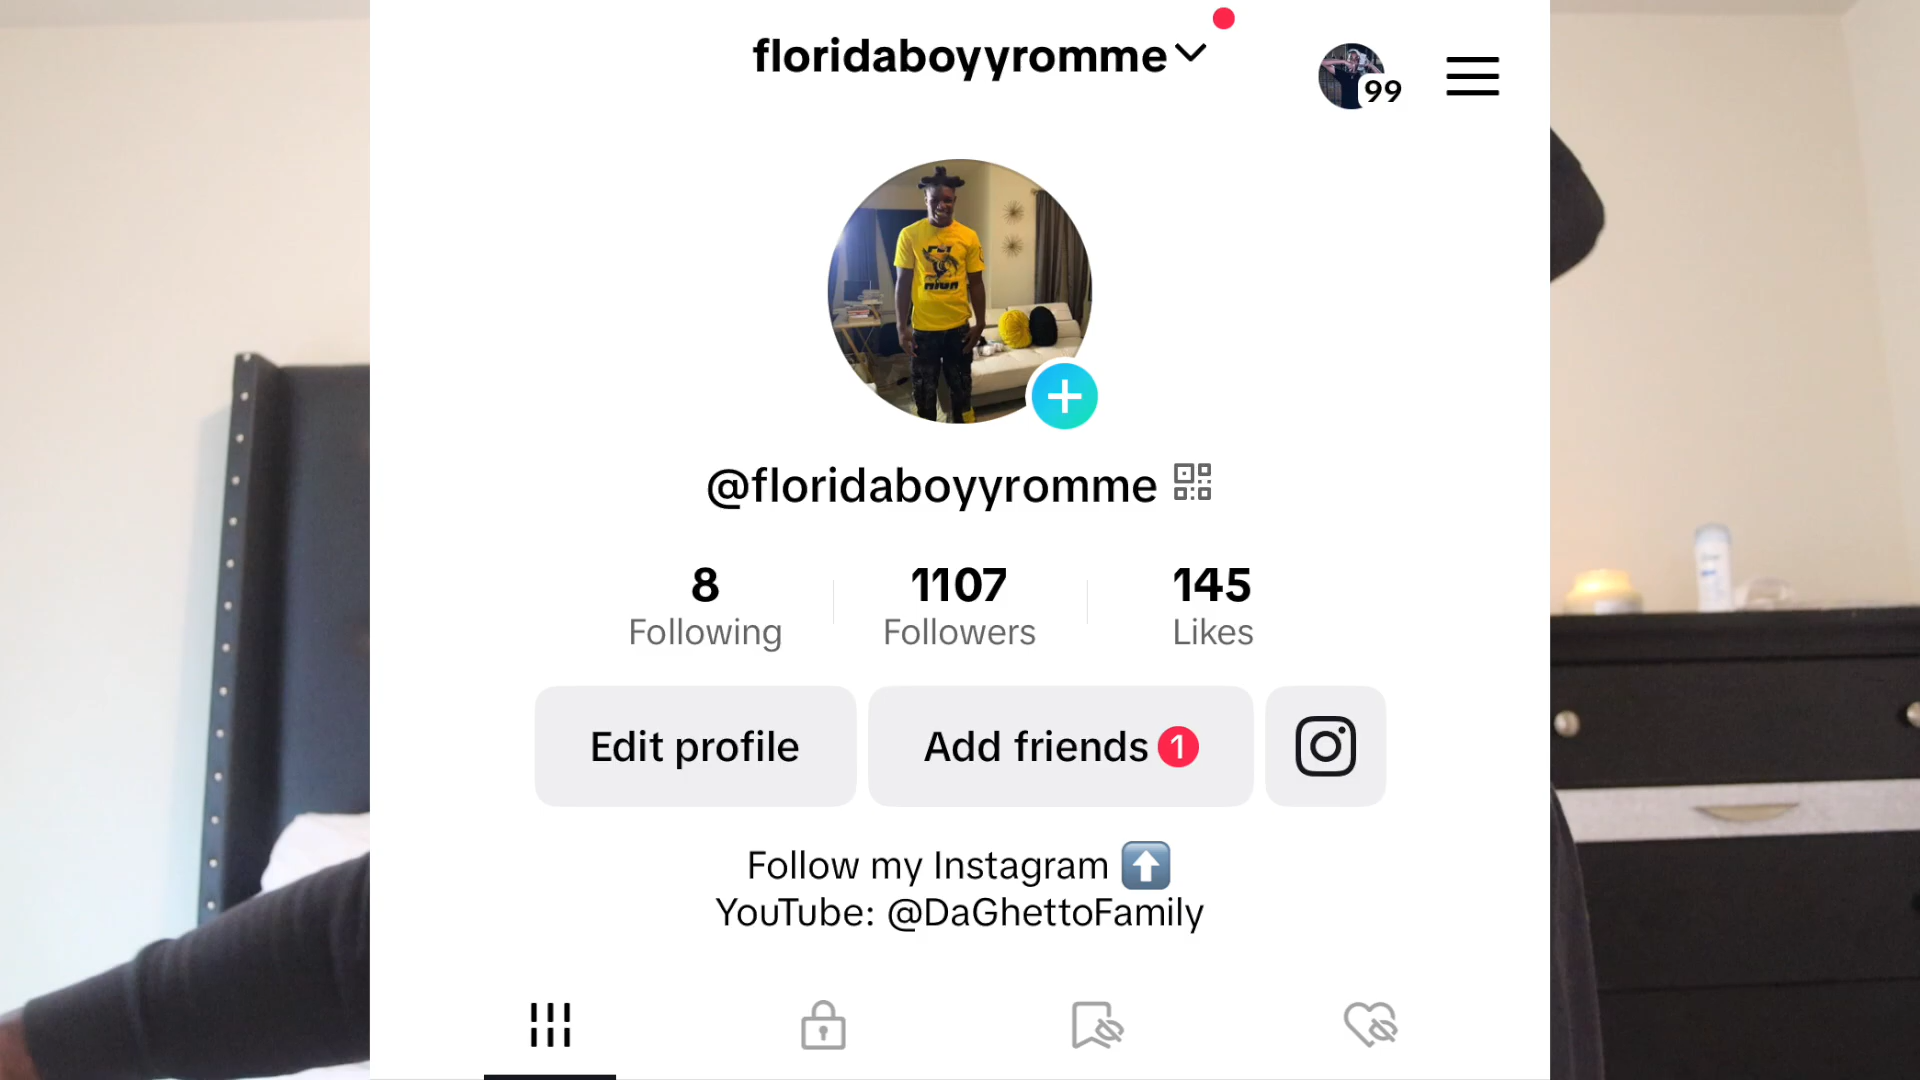 floridaboyyromme
99
@floridaboyyromme
8
Following
1107
Followers
145
Likes
Edit profile
Add friends 1
Follow my Instagram ⬆️
YouTube: @DaGhettoFamily